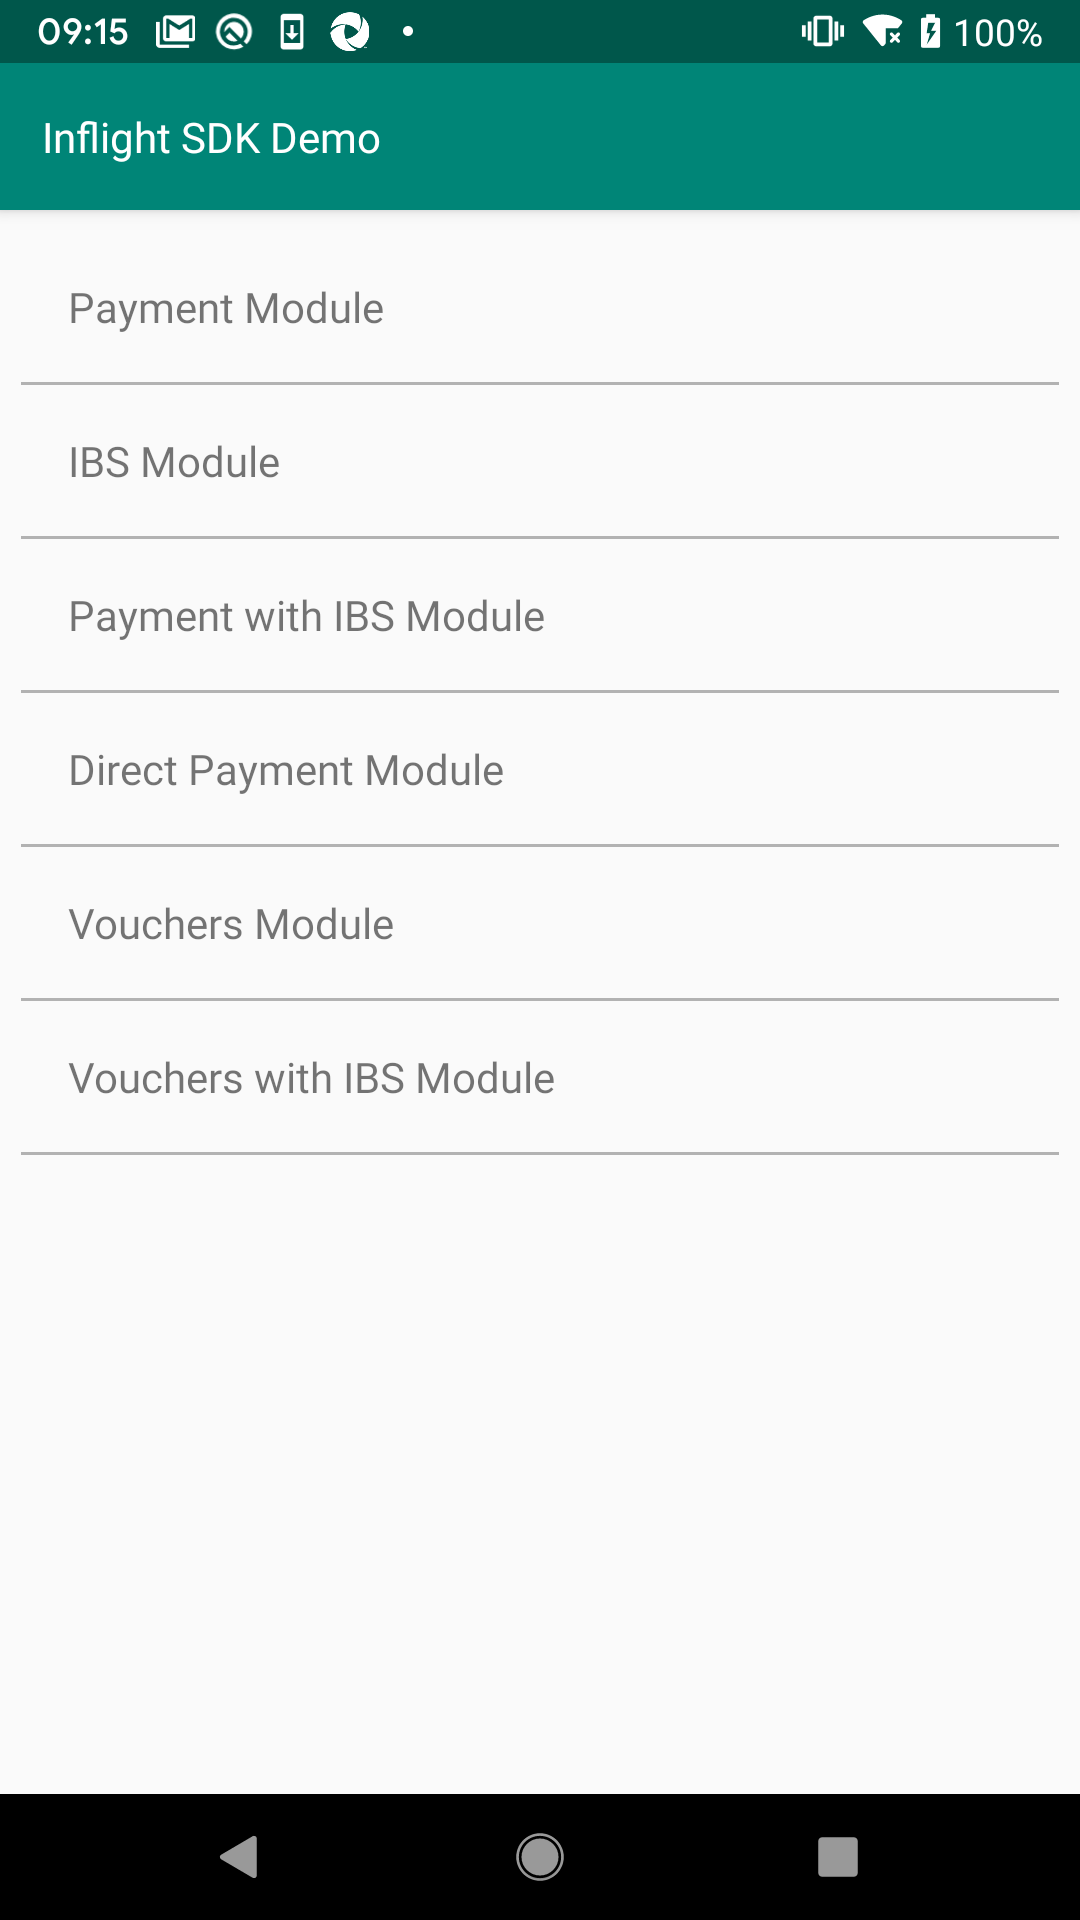 09:15 100%
Inflight SDK Demo
Payment Module
IBS Module
Payment with IBS Module
Direct Payment Module
Vouchers Module
Vouchers with IBS Module